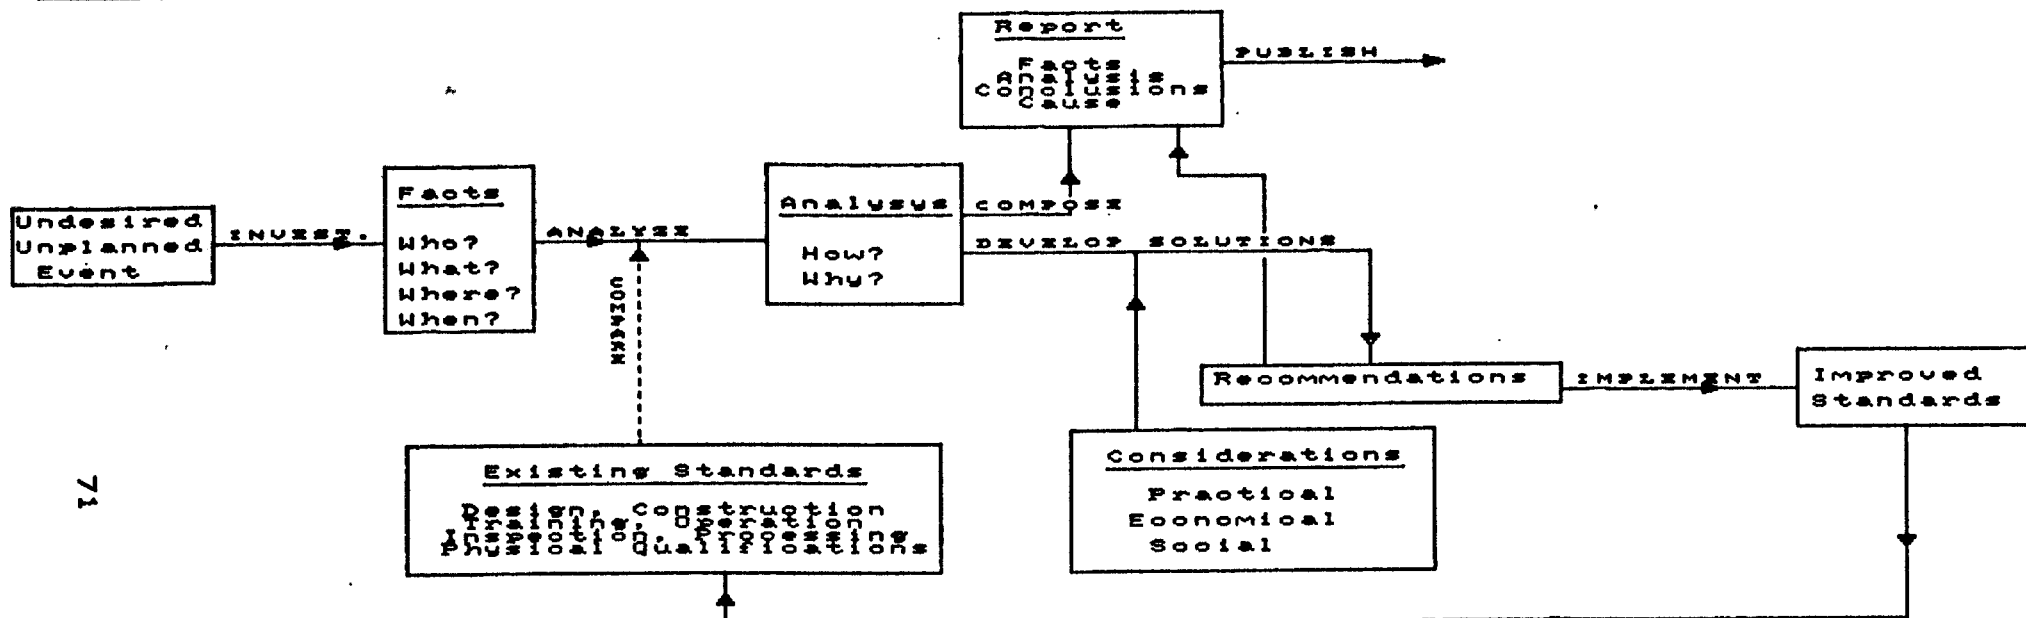 Report
Facts
Analysis
Conclusions
Cause
PUBLISH
Undesired
Unplanned
Event
INVEST.
Facts
Who?
What?
Where?
When?
ANALYSE
COMPARE
Analysys
How?
Why?
COMPOSE
DEVELOP SOLUTIONS
Recommendations
IMPLEMENT
Improved
Standards
Existing Standards
Design, Construction
Training, Operation
Inspection,
Physical Qualifications
Considerations
Practical
Economical
Social
71